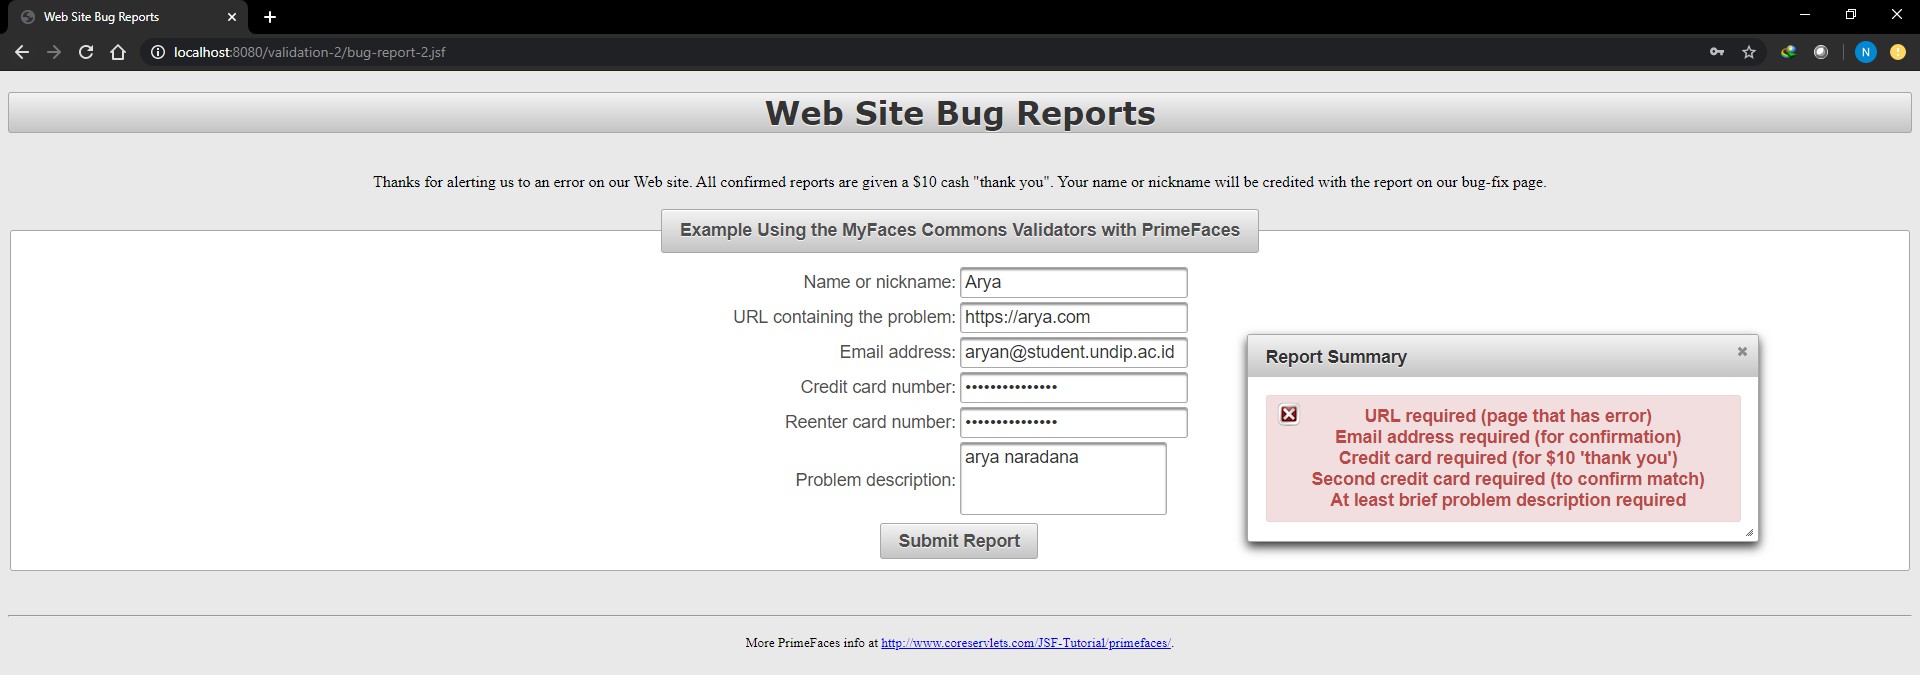 Web Site Bug Reports
localhost:8080/validation-2/bug-report-2.jsf
N
Web Site Bug Reports
Thanks for alerting us to an error on our Web site. All confirmed reports are given a $10 cash "thank you". Your name or nickname will be credited with the report on our bug-fix page.
Example Using the MyFaces Commons Validators with PrimeFaces
Name or nickname: Arya
URL containing the problem: https://arya.com
Email address: aryan@student.undip.ac.id
Credit card number: •••••••••••••••
Reenter card number: •••••••••••••••
Problem description: arya naradana
Submit Report
Report Summary
URL required (page that has error)
Email address required (for confirmation)
Credit card required (for $10 'thank you')
Second credit card required (to confirm match)
At least brief problem description required
More PrimeFaces info at http://www.coreservlets.com/JSF-Tutorial/primefaces/.